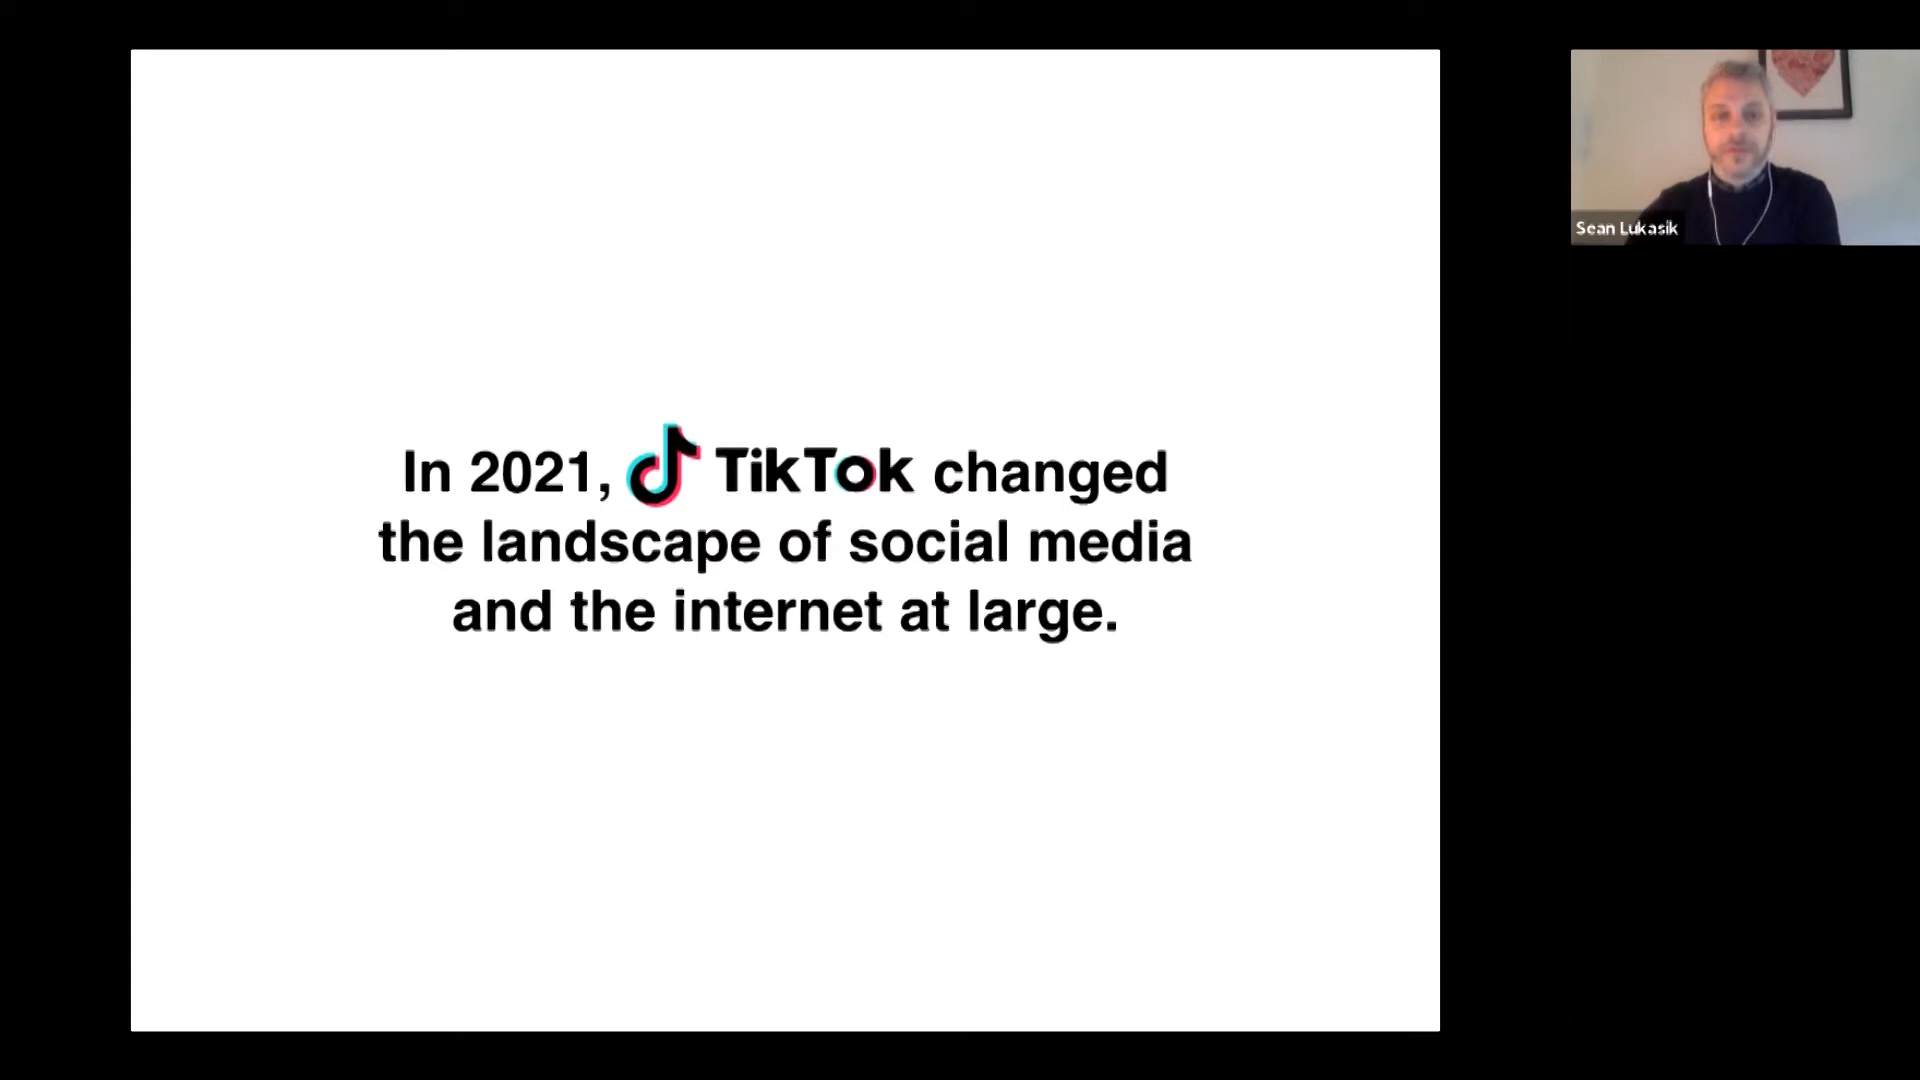 In 2021, TikTok changed
the landscape of social media
and the internet at large.
Sean Lukasik